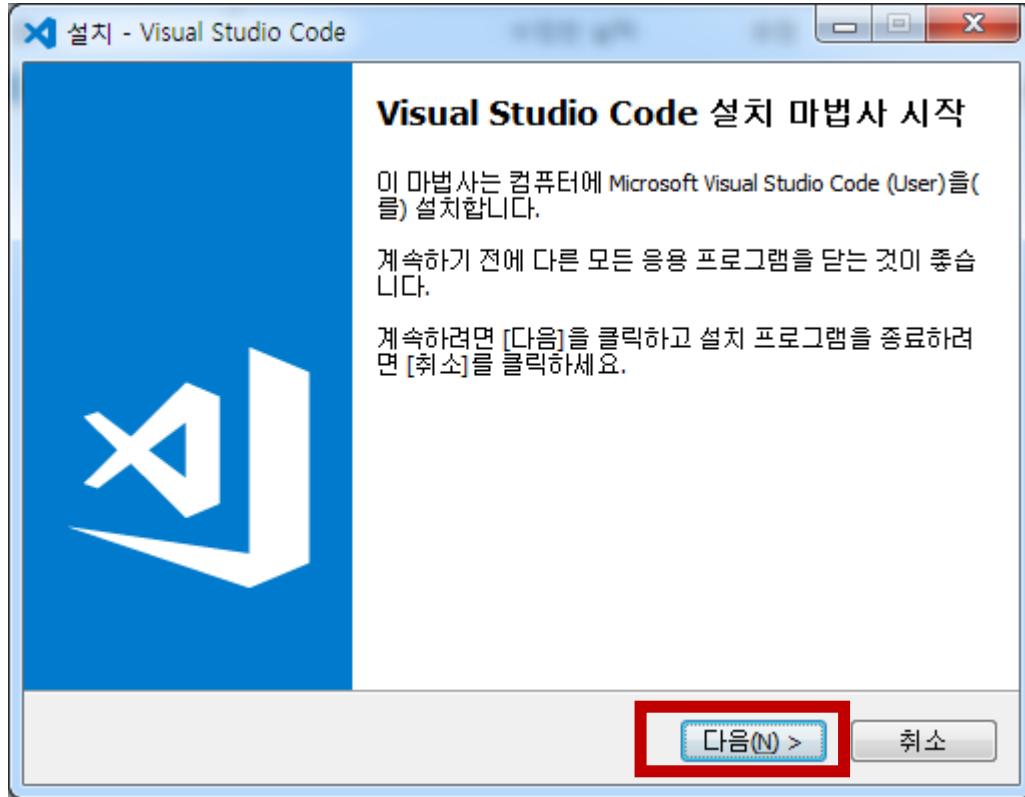 설치 - Visual Studio Code
Visual Studio Code 설치 마법사 시작
이 마법사는 컴퓨터에 Microsoft Visual Studio Code (User)을(
를) 설치합니다.
계속하기 전에 다른 모든 응용 프로그램을 닫는 것이 좋습
니다.
계속하려면 [다음]을 클릭하고 설치 프로그램을 종료하려
면 [취소]를 클릭하세요.
다음(N) >
취소